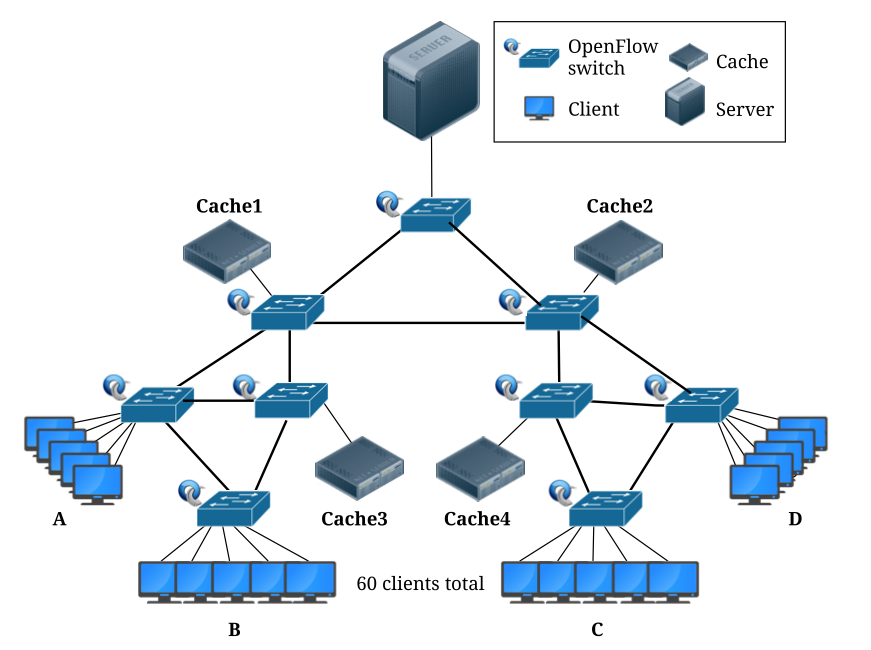 SERVER
OpenFlow
switch
Cache
Client
Server
Cache1
Cache2
A
Cache3
Cache4
D
60 clients total
B
C